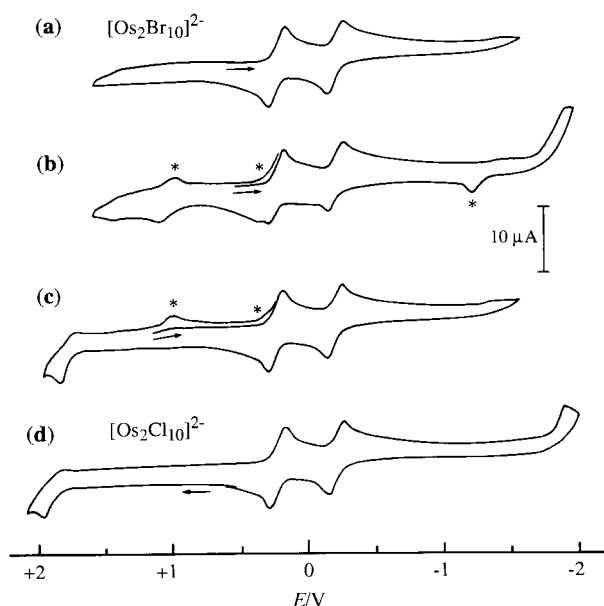 (a) [Os₂Br₁₀]²⁻
(b) * * *
10 μA
(c) * *
(d) [Os₂Cl₁₀]²⁻
+2 +1 0 -1 -2
E/V